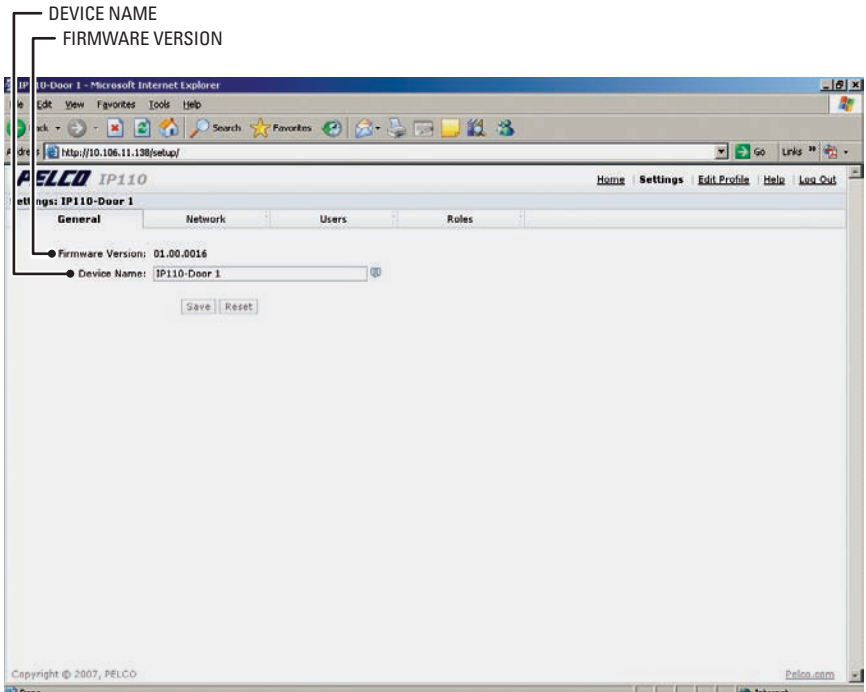 DEVICE NAME
FIRMWARE VERSION
10-Door 1 - Microsoft Internet Explorer
Edit View Favorites Tools Help
Search Favorites
http://10.106.11.138/setup/ Go Links »
PELCO IP110 Home Settings Edit Profile Help Log Out
ettings: IP110-Door 1
General Network Users Roles
Firmware Version: 01.00.0016
Device Name: IP110-Door 1
Save Reset
Copyright © 2007, PELCO Pelco.com
Internet